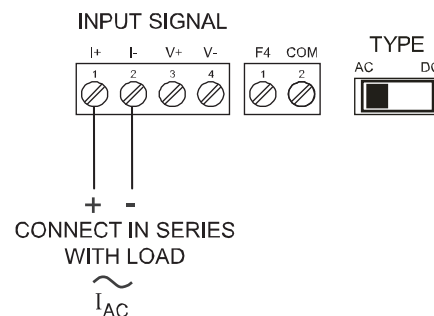 INPUT SIGNAL
I+ I- V+ V-
F4 COM
TYPE
AC DC
1 2 3 4
1 2
+ -
CONNECT IN SERIES
WITH LOAD
IAC